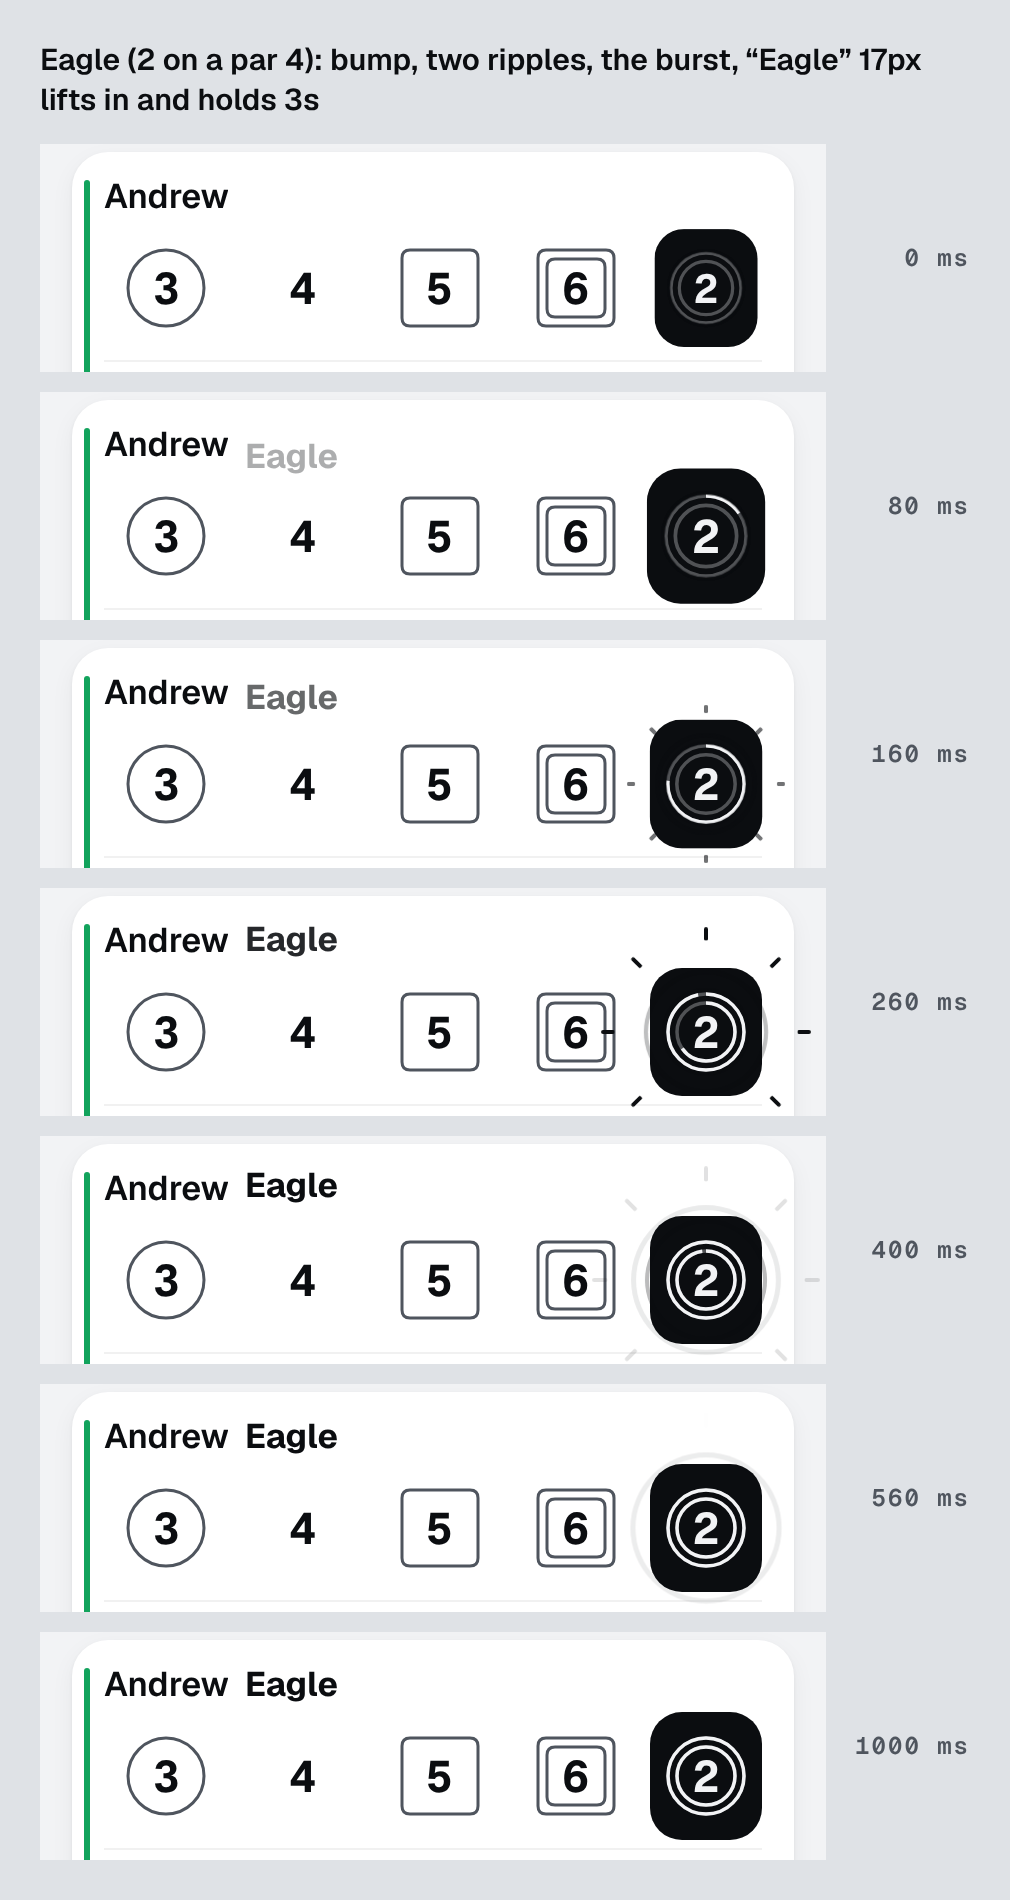 Eagle (2 on a par 4): bump, two ripples, the burst, “Eagle” 17px
lifts in and holds 3s
Andrew
3 4 5 6 2
0 ms
Andrew Eagle
3 4 5 6 2
80 ms
Andrew Eagle
3 4 5 6 2
160 ms
Andrew Eagle
3 4 5 6 2
260 ms
Andrew Eagle
3 4 5 6 2
400 ms
Andrew Eagle
3 4 5 6 2
560 ms
Andrew Eagle
3 4 5 6 2
1000 ms